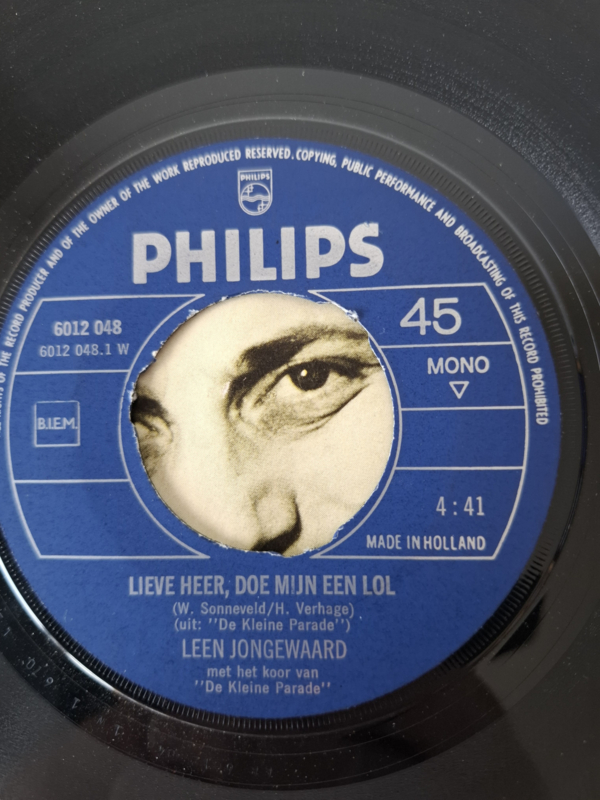 RIGHTS OF THE RECORD PRODUCER AND OF THE OWNER OF THE WORK REPRODUCED RESERVED. COPYING, PUBLIC PERFORMANCE AND BROADCASTING OF THIS RECORD PROHIBITED
PHILIPS
PHILIPS
6012 048
6012 048.1 W
45
MONO
B.I.E.M.
4:41
MADE IN HOLLAND
LIEVE HEER, DOE MIJN EEN LOL
(W. Sonneveld/H. Verhage)
(uit: "De Kleine Parade")
LEEN JONGEWAARD
met het koor van
"De Kleine Parade"